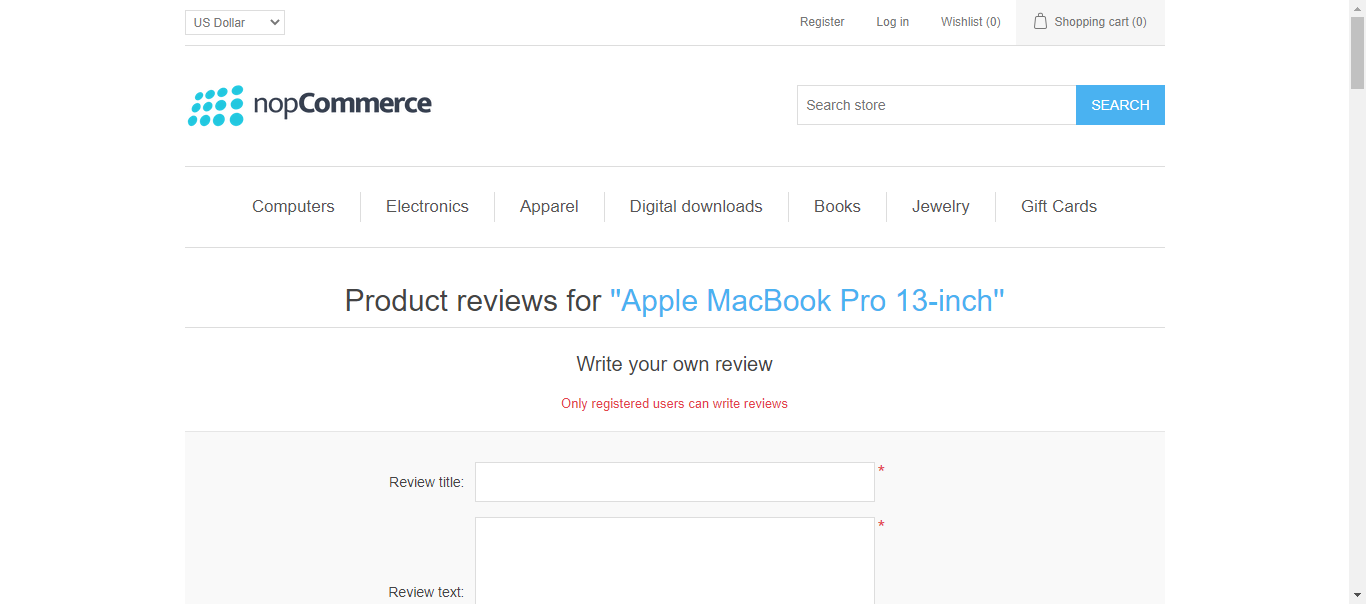 US Dollar
Register
Log in
Wishlist (0)
Shopping cart (0)
nopCommerce
Search store
SEARCH
Computers
Electronics
Apparel
Digital downloads
Books
Jewelry
Gift Cards
Product reviews for "Apple MacBook Pro 13-inch"
Write your own review
Only registered users can write reviews
Review title:
*
*
Review text: